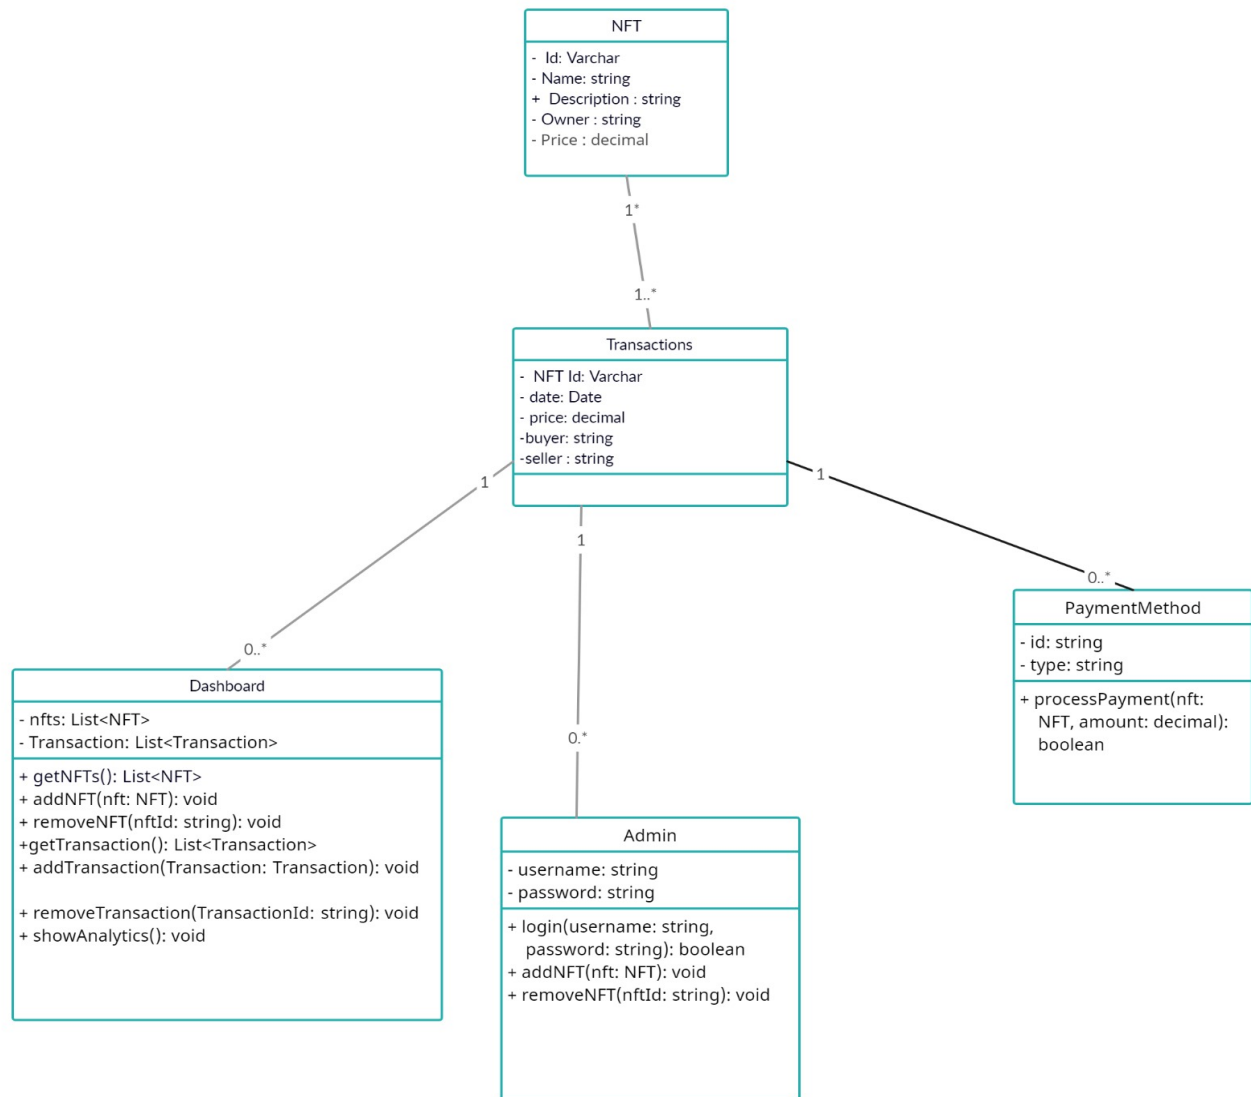 NFT
- Id: Varchar
- Name: string
+ Description : string
- Owner : string
- Price : decimal
1*
1..*
Transactions
- NFT Id: Varchar
- date: Date
- price: decimal
-buyer: string
-seller : string
1
1
1
0..*
0..*
0.*
PaymentMethod
- id: string
- type: string
+ processPayment(nft:
NFT, amount: decimal):
boolean
Dashboard
- nfts: List<NFT>
- Transaction: List<Transaction>
+ getNFTs(): List<NFT>
+ addNFT(nft: NFT): void
+ removeNFT(nftId: string): void
+getTransaction(): List<Transaction>
+ addTransaction(Transaction: Transaction): void
+ removeTransaction(TransactionId: string): void
+ showAnalytics(): void
Admin
- username: string
- password: string
+ login(username: string,
password: string): boolean
+ addNFT(nft: NFT): void
+ removeNFT(nftId: string): void